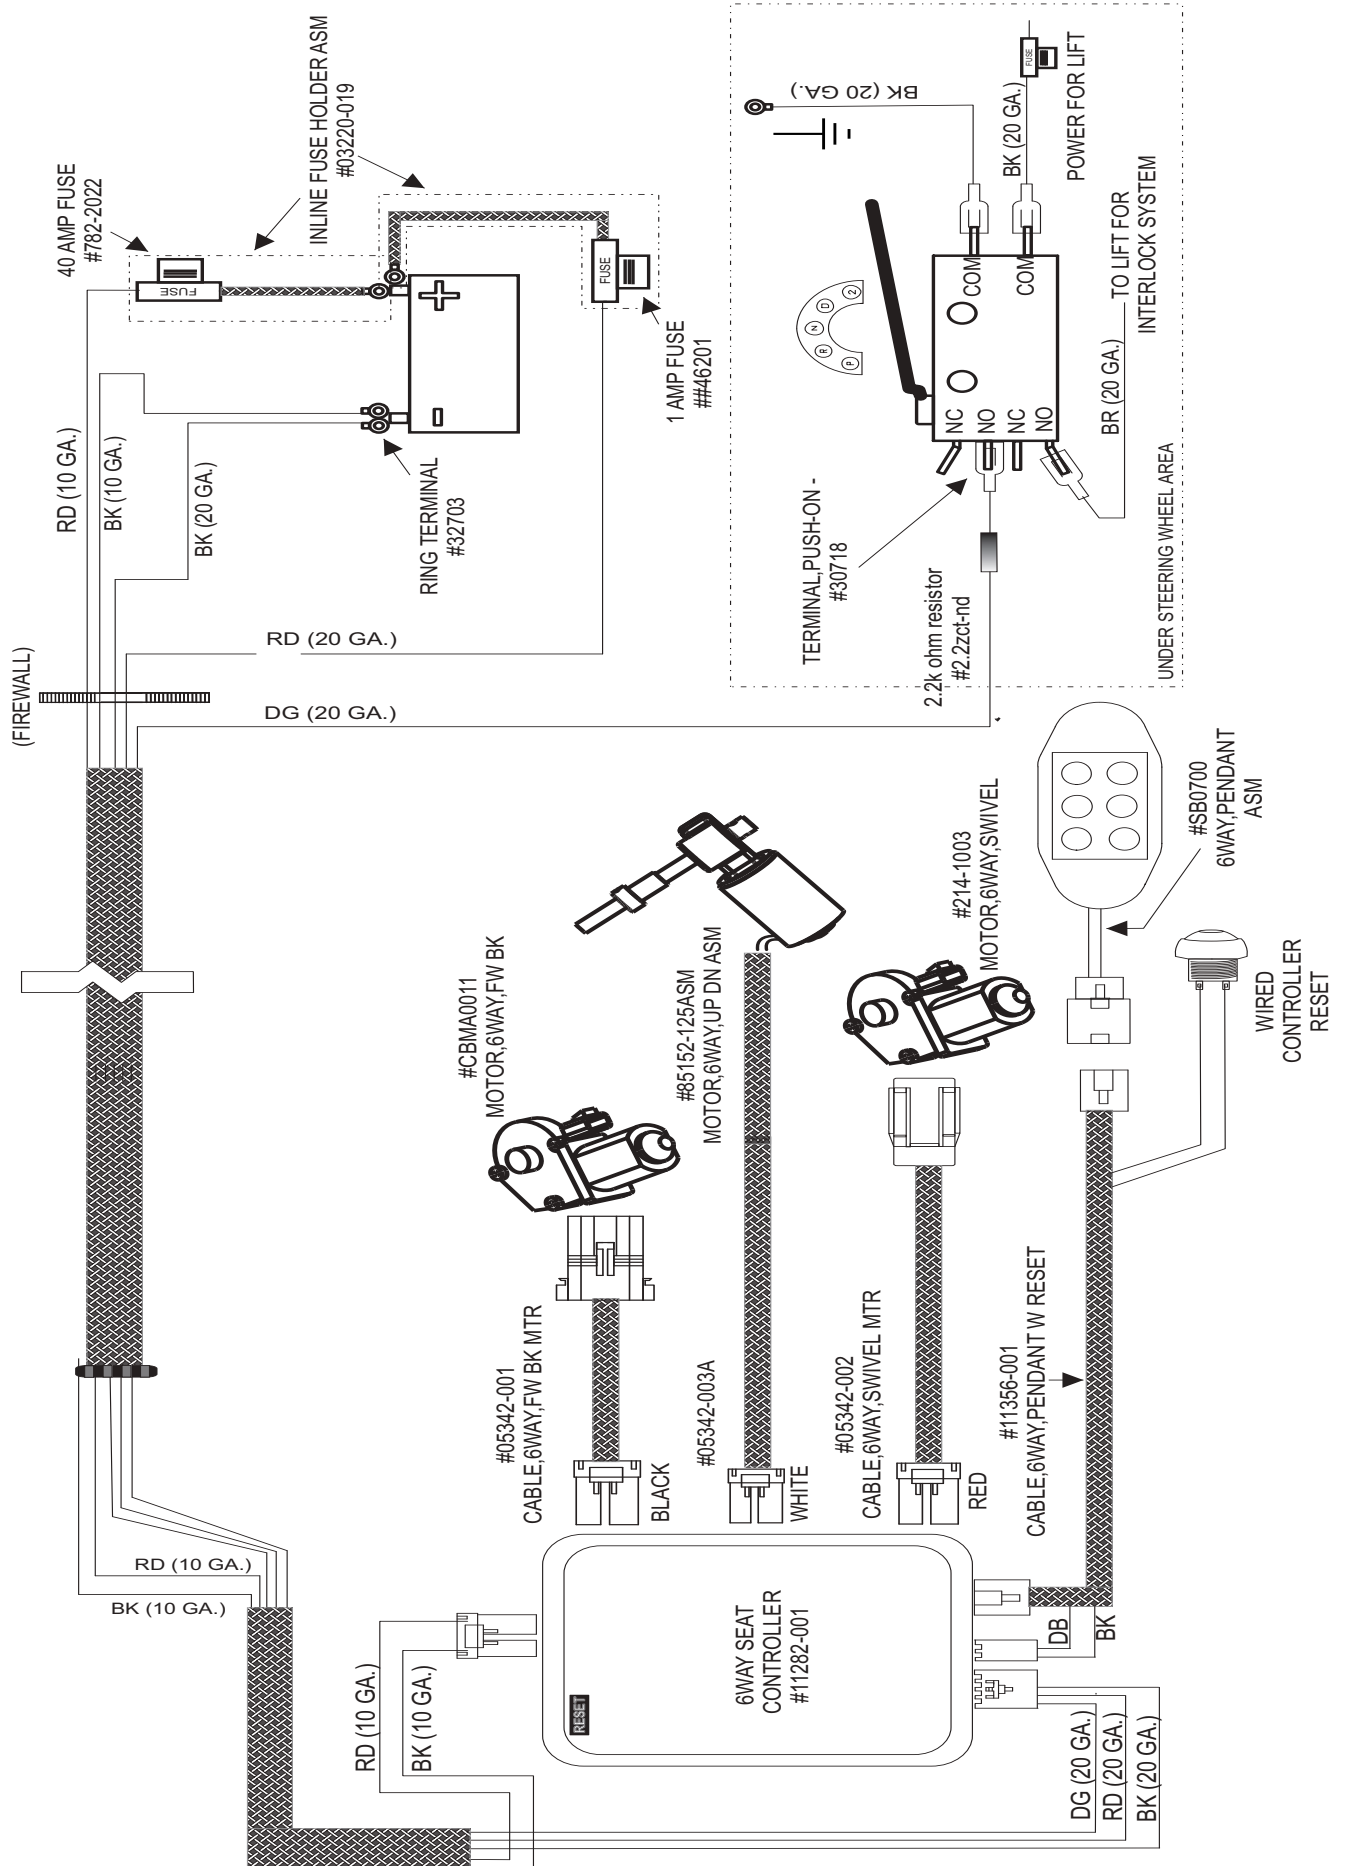 40 AMP FUSE
#782-2022
INLINE FUSE HOLDER ASM
#03220-019
FUSE
FUSE
1 AMP FUSE
##46201
+
-
RING TERMINAL
#32703
RD (10 GA.)
BK (10 GA.)
BK (20 GA.)
RD (20 GA.)
(FIREWALL)
DG (20 GA.)
BK (20 GA.)
FUSE
BK (20 GA.)
POWER FOR LIFT
TO LIFT FOR
INTERLOCK SYSTEM
BR (20 GA.)
P
R
N
D
2
COM
COM
NC
NO
NC
NO
TERMINAL,PUSH-ON -
#30718
2.2k ohm resistor
#2.2zct-nd
UNDER STEERING WHEEL AREA
#CBMA0011
MOTOR,6WAY,FW BK
#85152-125ASM
MOTOR,6WAY,UP DN ASM
#214-1003
MOTOR,6WAY,SWIVEL
#SB0700
6WAY,PENDANT
ASM
WIRED
CONTROLLER
RESET
#05342-001
CABLE,6WAY,FW BK MTR
BLACK
#05342-003A
WHITE
#05342-002
CABLE,6WAY,SWIVEL MTR
RED
#11356-001
CABLE,6WAY,PENDANT W RESET
RD (10 GA.)
BK (10 GA.)
RD (10 GA.)
BK (10 GA.)
RESET
6WAY SEAT
CONTROLLER
#11282-001
DB
BK
DG (20 GA.)
RD (20 GA.)
BK (20 GA.)